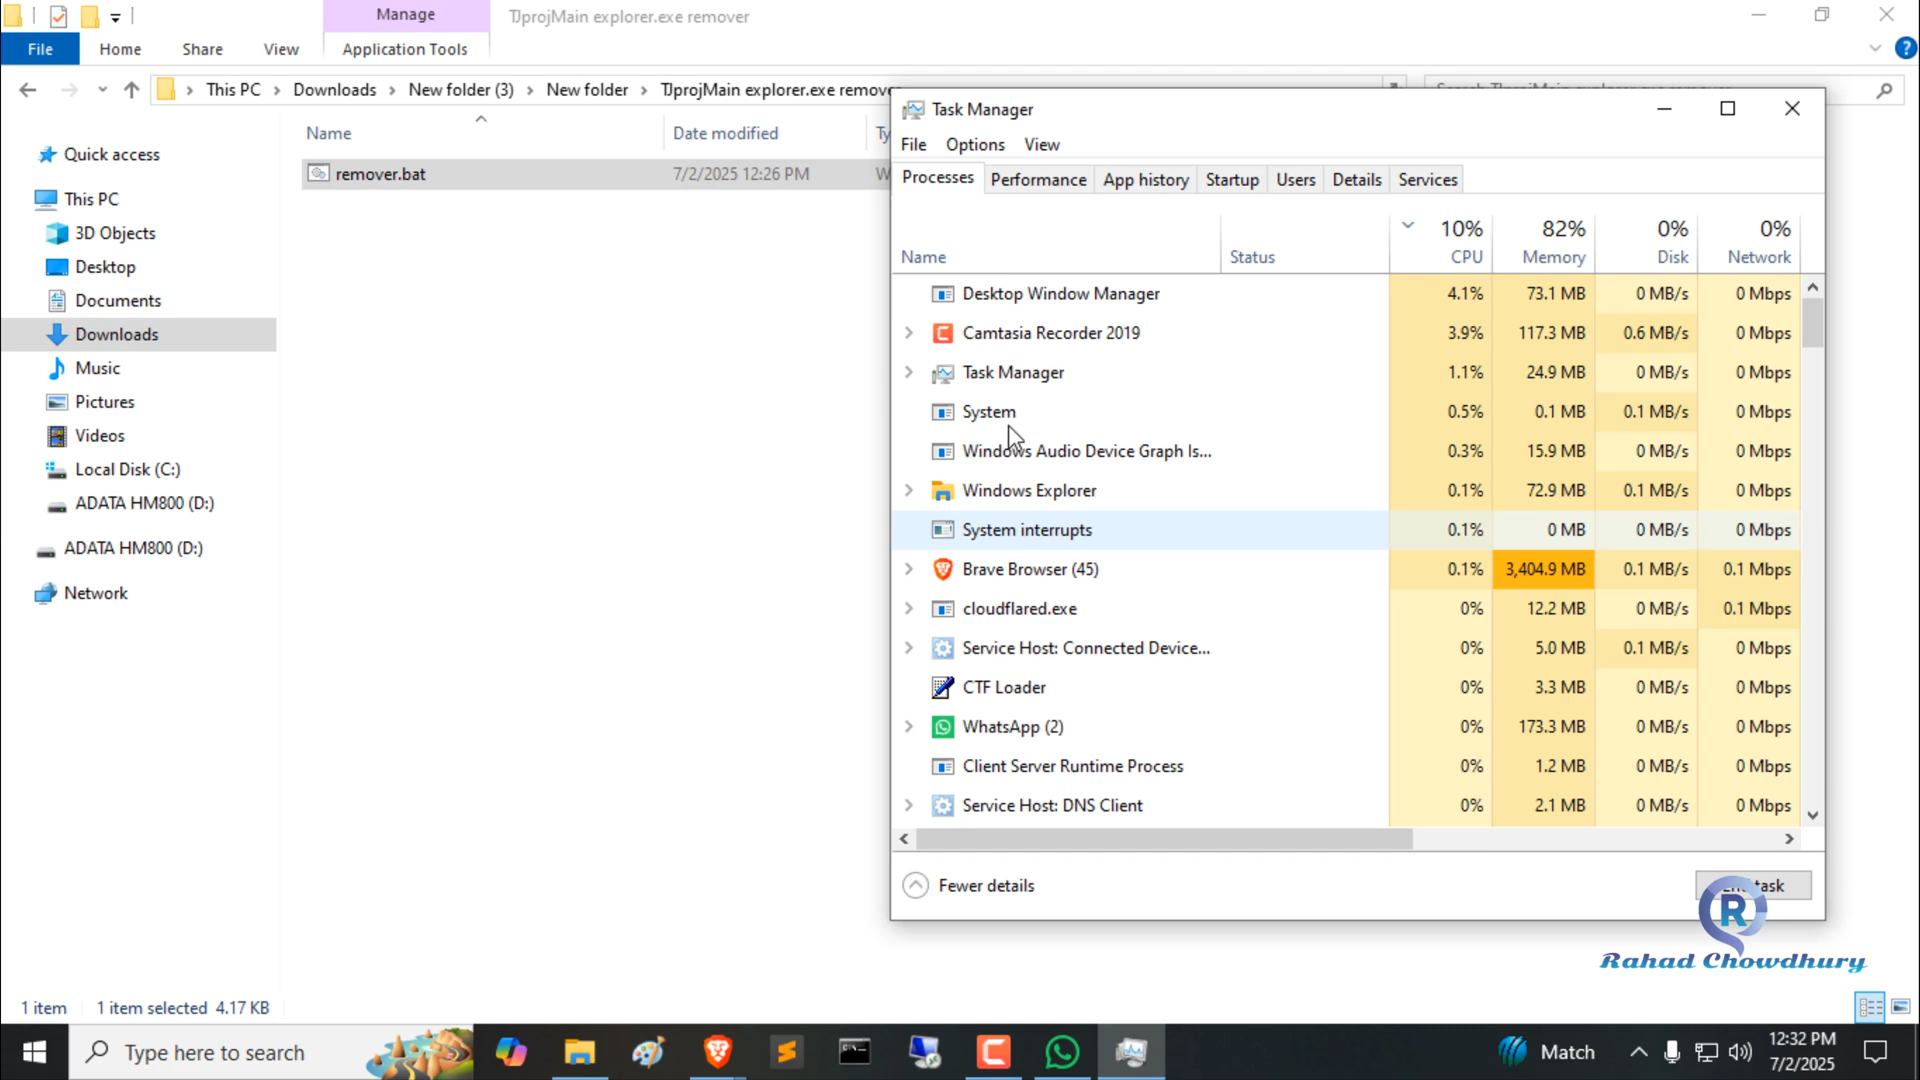 Manage
TJprojMain explorer.exe remover
File
Home
Share
View
Application Tools
This PC
Downloads
New folder (3)
New folder
TJprojMain explorer.exe remover
Name
Date modified
remover.bat
7/2/2025 12:26 PM
W
Quick access
This PC
3D Objects
Desktop
Documents
Downloads
Music
Pictures
Videos
Local Disk (C:)
ADATA HM800 (D:)
ADATA HM800 (D:)
Network
Task Manager
File
Options
View
Processes
Performance
App history
Startup
Users
Details
Services
10%
82%
0%
0%
Name
Status
CPU
Memory
Disk
Network
Desktop Window Manager 4.1% 73.1 MB 0 MB/s 0 Mbps
Camtasia Recorder 2019 3.9% 117.3 MB 0.6 MB/s 0 Mbps
Task Manager 1.1% 24.9 MB 0 MB/s 0 Mbps
System 0.5% 0.1 MB 0.1 MB/s 0 Mbps
Windows Audio Device Graph Is... 0.3% 15.9 MB 0 MB/s 0 Mbps
Windows Explorer 0.1% 72.9 MB 0.1 MB/s 0 Mbps
System interrupts 0.1% 0 MB 0 MB/s 0 Mbps
Brave Browser (45) 0.1% 3,404.9 MB 0.1 MB/s 0.1 Mbps
cloudflared.exe 0% 12.2 MB 0 MB/s 0.1 Mbps
Service Host: Connected Device... 0% 5.0 MB 0.1 MB/s 0 Mbps
CTF Loader 0% 3.3 MB 0 MB/s 0 Mbps
WhatsApp (2) 0% 173.3 MB 0 MB/s 0 Mbps
Client Server Runtime Process 0% 1.2 MB 0 MB/s 0 Mbps
Service Host: DNS Client 0% 2.1 MB 0 MB/s 0 Mbps
Fewer details
task
R
Rahad Chowdhury
1 item
1 item selected 4.17 KB
Type here to search
Match
12:32 PM
7/2/2025